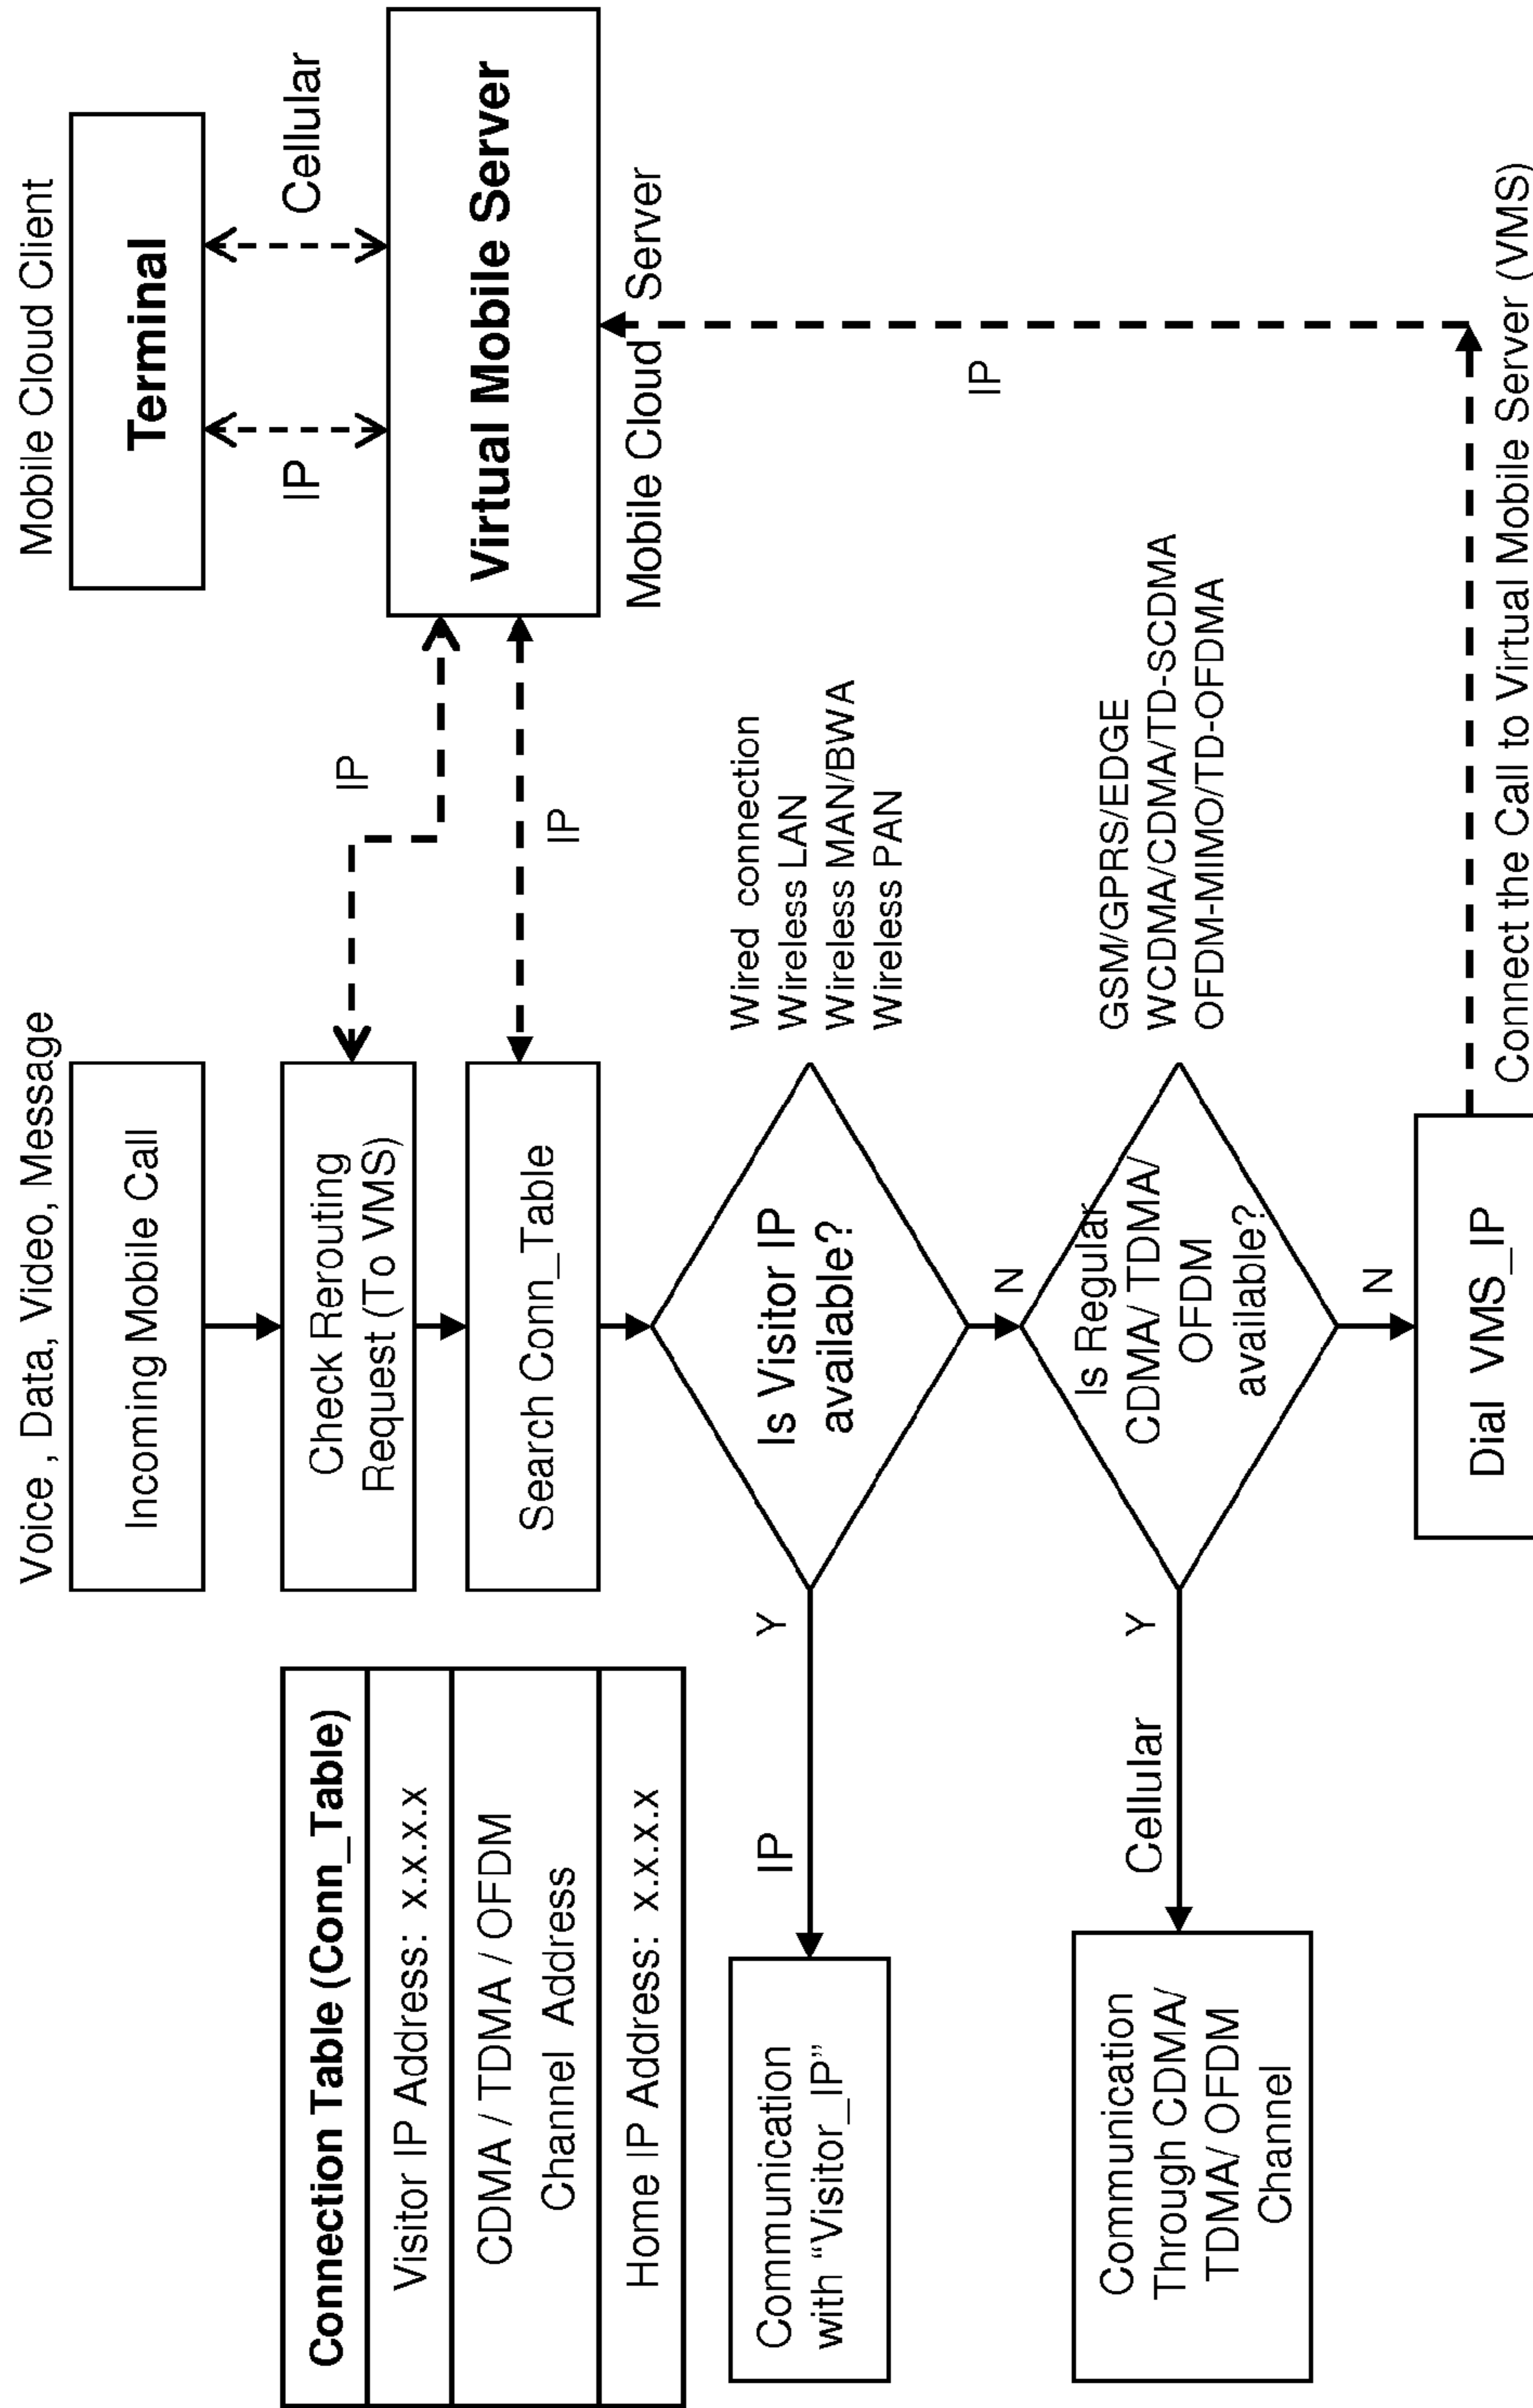 Voice , Data, Video, Message
Incoming Mobile Call
Check Rerouting
Request (To VMS)
Search Conn_Table
Connection Table (Conn_Table)
Visitor IP Address: x.x.x.x
CDMA / TDMA / OFDM
Channel Address
Home IP Address: x.x.x.x
Is Visitor IP
available?
Y
IP
Communication
with “Visitor_IP”
N
Wired connection
Wireless LAN
Wireless MAN/BWA
Wireless PAN
Is Regular
CDMA/ TDMA/
OFDM
available?
Y
Cellular
Communication
Through CDMA/
TDMA/ OFDM
Channel
N
GSM/GPRS/EDGE
WCDMA/CDMA/TD-SCDMA
OFDM-MIMO/TD-OFDMA
Dial VMS_IP
Connect the Call to Virtual Mobile Server (VMS)
Mobile Cloud Client
Terminal
IP
Cellular
Virtual Mobile Server
Mobile Cloud Server
IP
IP
IP